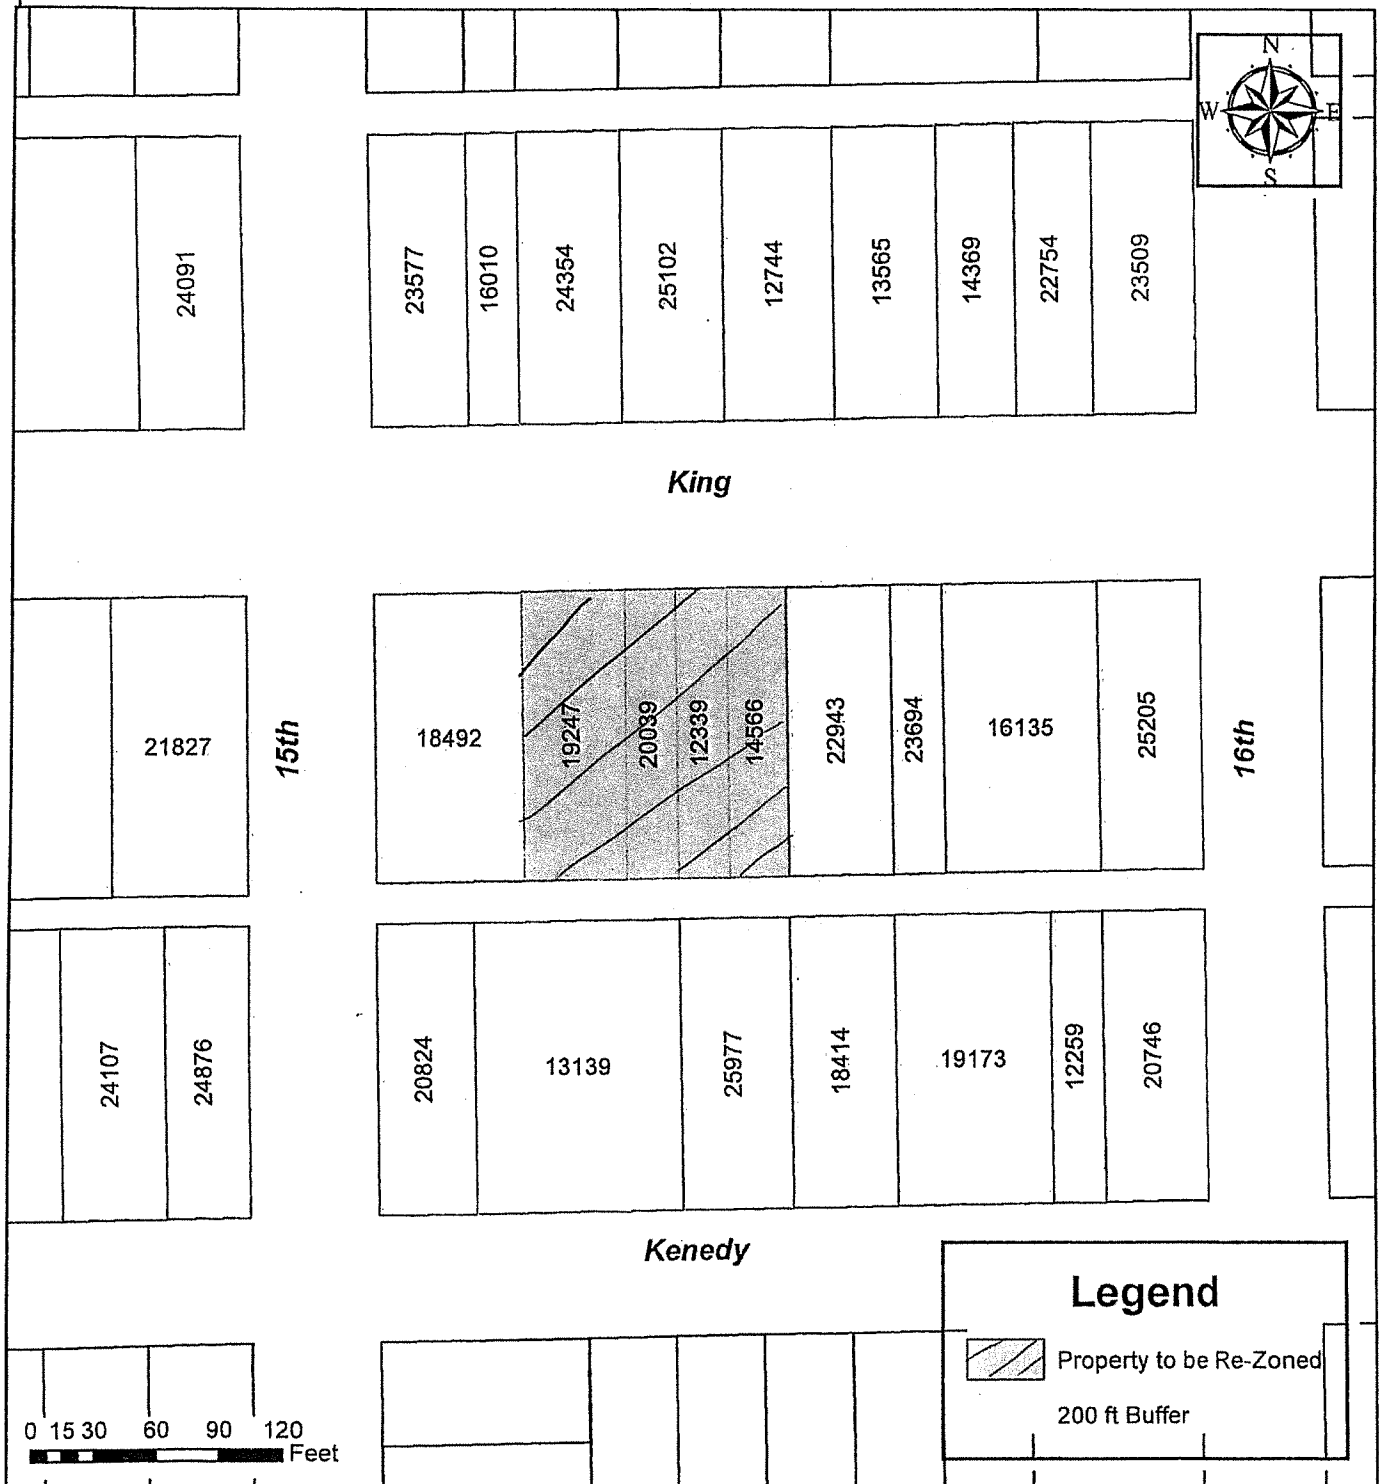 N
W E
S
24091 23577 16010 24354 25102 12744 13565 14369 22754 23509
King
21827 15th 18492 19247 20039 12339 14566 22943 23694 16135 25205 16th
24107 24876 20824 13139 25977 18414 19173 12259 20746
Kenedy
Legend
Property to be Re-Zoned
200 ft Buffer
0 15 30 60 90 120
Feet